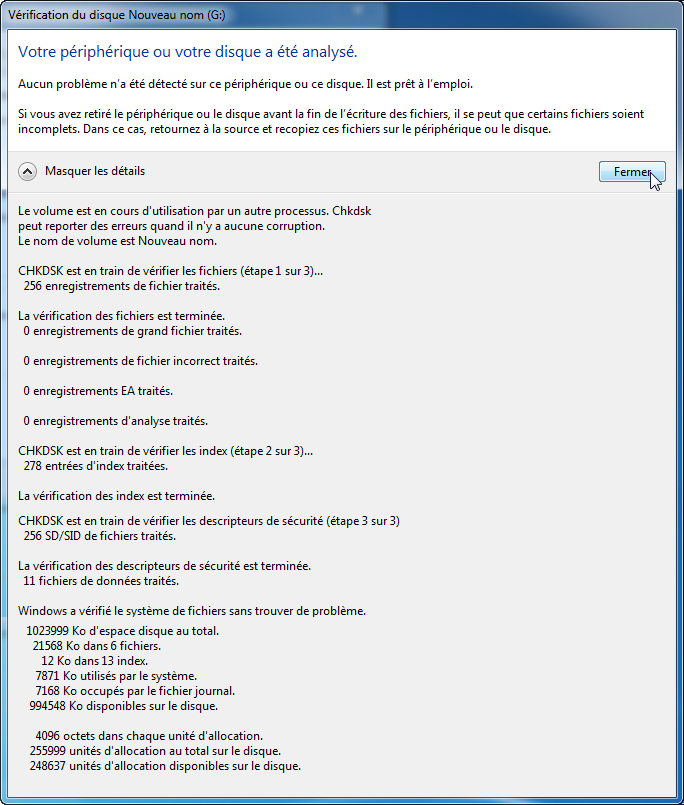 Vérification du disque Nouveau nom (G:)
Votre périphérique ou votre disque a été analysé.
Aucun problème n'a été détecté sur ce périphérique ou ce disque. Il est prêt à l'emploi.
Si vous avez retiré le périphérique ou le disque avant la fin de l'écriture des fichiers, il se peut que certains fichiers soient
incomplets. Dans ce cas, retournez à la source et recopiez ces fichiers sur le périphérique ou le disque.
Masquer les détails
Fermer
Le volume est en cours d'utilisation par un autre processus. Chkdsk
peut reporter des erreurs quand il n'y a aucune corruption.
Le nom de volume est Nouveau nom.
CHKDSK est en train de vérifier les fichiers (étape 1 sur 3)...
256 enregistrements de fichier traités.
La vérification des fichiers est terminée.
0 enregistrements de grand fichier traités.
0 enregistrements de fichier incorrect traités.
0 enregistrements EA traités.
0 enregistrements d'analyse traités.
CHKDSK est en train de vérifier les index (étape 2 sur 3)...
278 entrées d'index traitées.
La vérification des index est terminée.
CHKDSK est en train de vérifier les descripteurs de sécurité (étape 3 sur 3)
256 SD/SID de fichiers traités.
La vérification des descripteurs de sécurité est terminée.
11 fichiers de données traités.
Windows a vérifié le système de fichiers sans trouver de problème.
1023999 Ko d'espace disque au total.
21568 Ko dans 6 fichiers.
12 Ko dans 13 index.
7871 Ko utilisés par le système.
7168 Ko occupés par le fichier journal.
994548 Ko disponibles sur le disque.
4096 octets dans chaque unité d'allocation.
255999 unités d'allocation au total sur le disque.
248637 unités d'allocation disponibles sur le disque.